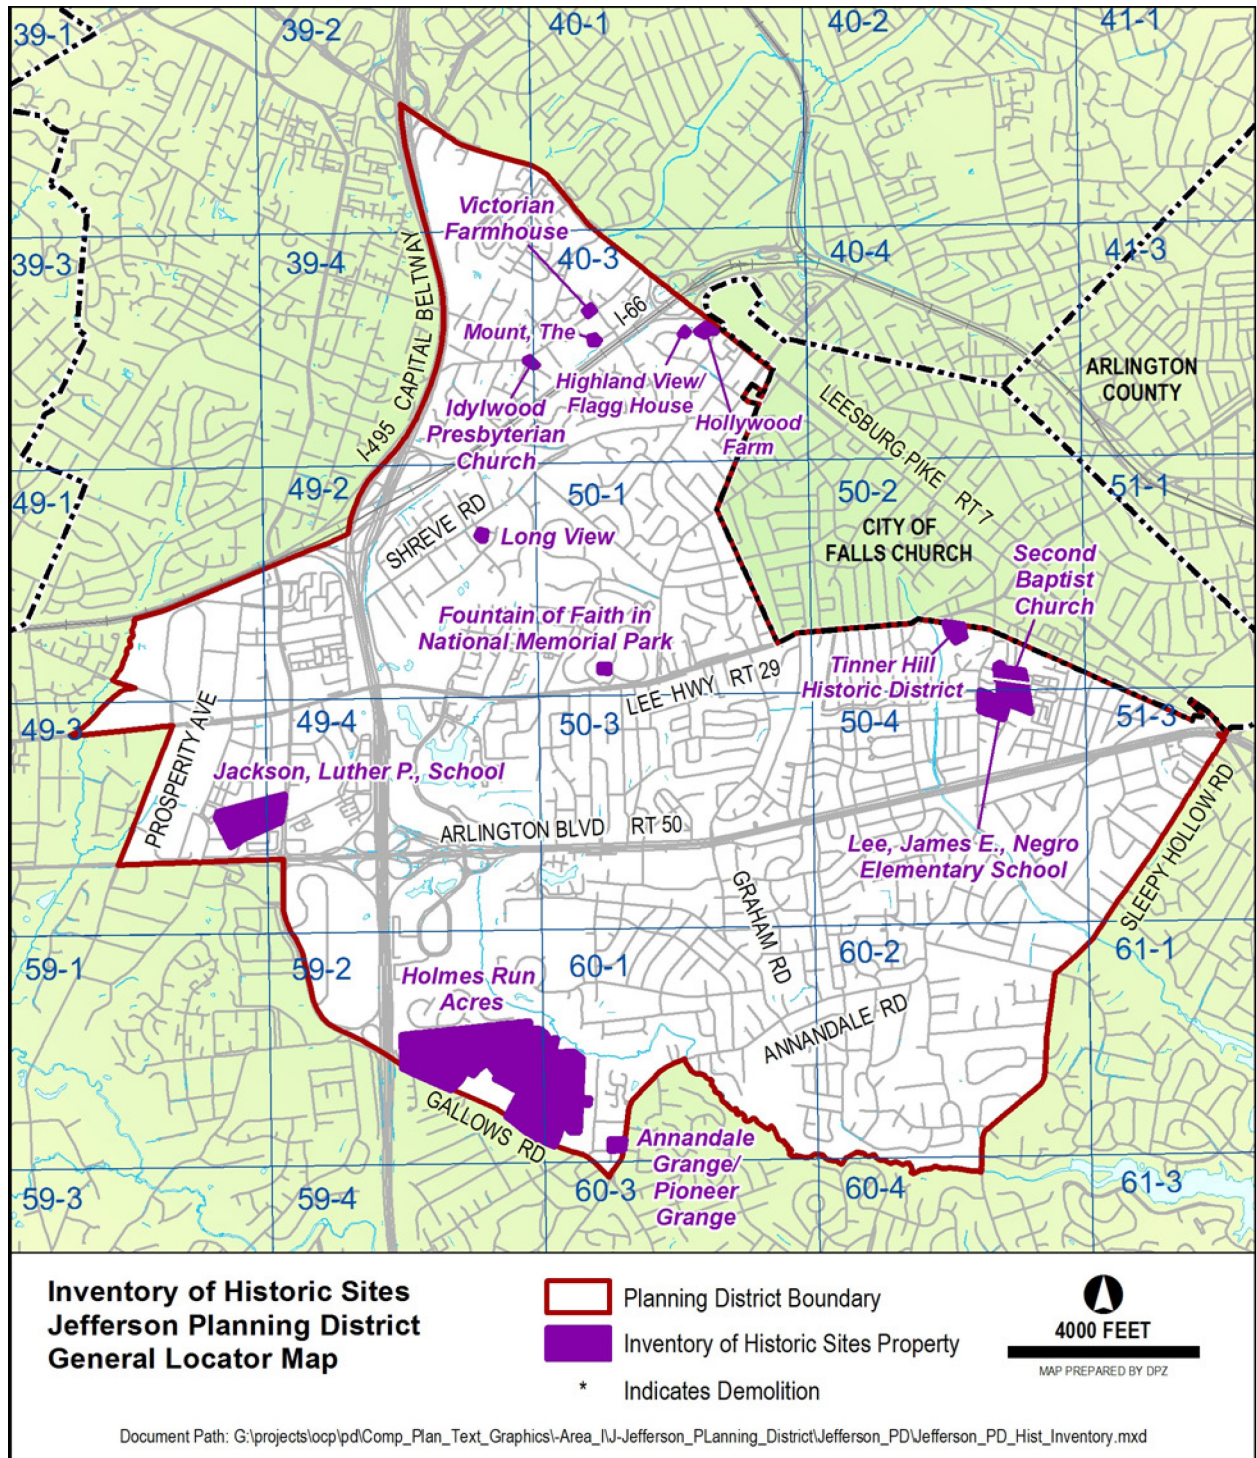 39-1
39-2
40-1
40-2
41-1
Victorian
Farmhouse
39-3
39-4
40-3
40-4
41-3
I-495 CAPITAL BELTWAY
I-66
Mount, The
Highland View/
Flagg House
Hollywood
Farm
Idylwood
Presbyterian
Church
ARLINGTON
COUNTY
LEESBURG PIKE RT 7
49-1
49-2
50-1
50-2
51-1
SHREVE RD
Long View
CITY OF
FALLS CHURCH
Second
Baptist
Church
Fountain of Faith in
National Memorial Park
Tinner Hill
Historic District
LEE HWY RT 29
49-3
49-4
50-3
50-4
51-3
PROSPERITY AVE
Jackson, Luther P., School
ARLINGTON BLVD RT 50
Lee, James E., Negro
Elementary School
SLEEPY HOLLOW RD
GRAHAM RD
59-1
59-2
60-1
60-2
61-1
Holmes Run
Acres
ANNANDALE RD
GALLOWS RD
Annandale
Grange/
Pioneer
Grange
59-3
59-4
60-3
60-4
61-3
Inventory of Historic Sites
Jefferson Planning District
General Locator Map
Planning District Boundary
Inventory of Historic Sites Property
* Indicates Demolition
4000 FEET
MAP PREPARED BY DPZ
Document Path: G:\projects\ocp\pd\Comp_Plan_Text_Graphics\-Area_I\J-Jefferson_PLanning_District\Jefferson_PD\Jefferson_PD_Hist_Inventory.mxd